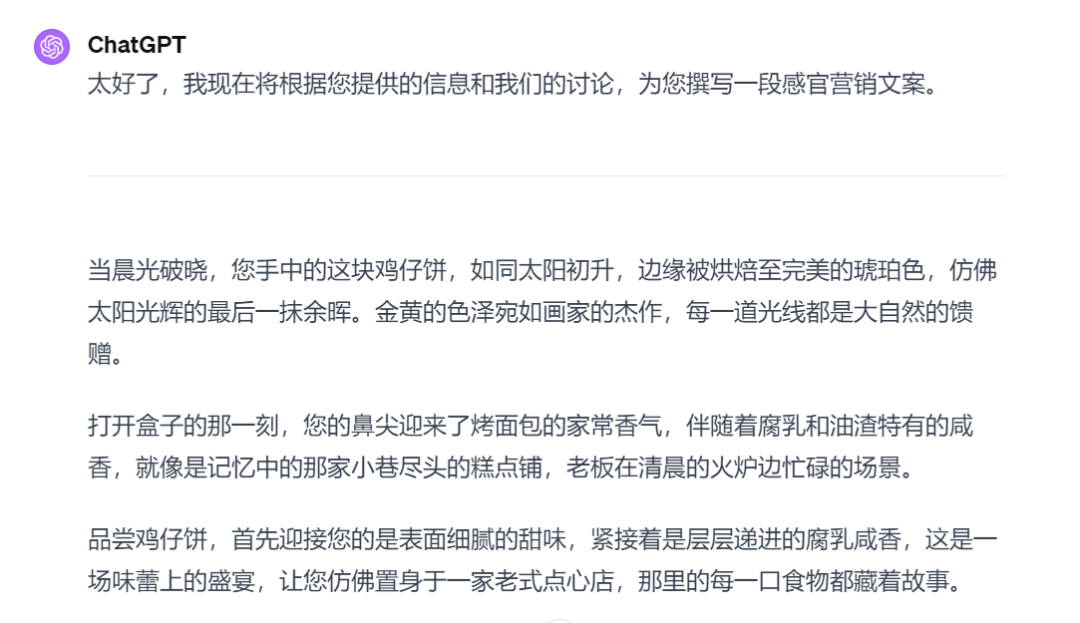 ChatGPT
太好了，我现在将根据您提供的信息和我们的讨论，为您撰写一段感官营销文案。
当晨光破晓，您手中的这块鸡仔饼，如同太阳初升，边缘被烘焙至完美的琥珀色，仿佛
太阳光辉的最后一抹余晖。金黄的色泽宛如画家的杰作，每一道光线都是大自然的馈
赠。
打开盒子的那一刻，您的鼻尖迎来了烤面包的家常香气，伴随着腐乳和油渣特有的咸
香，就像是记忆中的那家小巷尽头的糕点铺，老板在清晨的火炉边忙碌的场景。
品尝鸡仔饼，首先迎接您的是表面细腻的甜味，紧接着是层层递进的腐乳咸香，这是一
场味蕾上的盛宴，让您仿佛置身于一家老式点心店，那里的每一口食物都藏着故事。